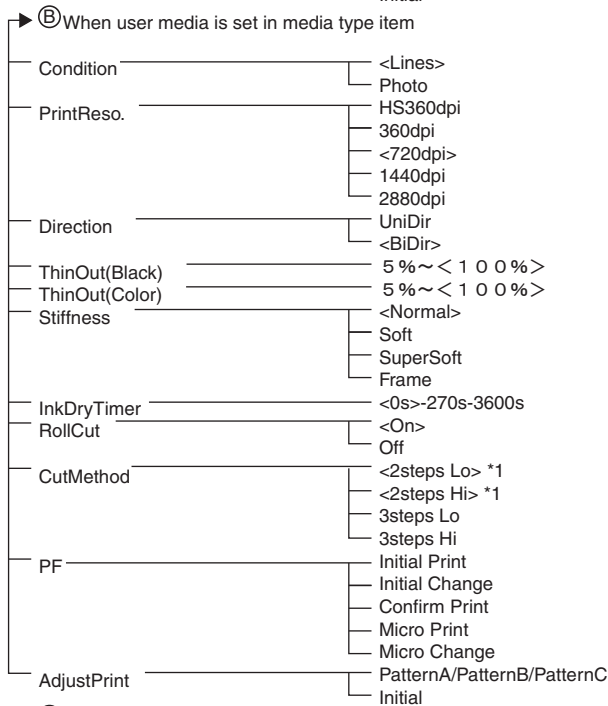 Ⓑ When user media is set in media type item
Condition <Lines>
Photo
PrintReso. HS360dpi
360dpi
<720dpi>
1440dpi
2880dpi
Direction UniDir
<BiDir>
ThinOut(Black) 5%~<100%>
ThinOut(Color) 5%~<100%>
Stiffness <Normal>
Soft
SuperSoft
Frame
InkDryTimer <0s>-270s-3600s
RollCut <On>
Off
CutMethod <2steps Lo> *1
<2steps Hi> *1
3steps Lo
3steps Hi
PF Initial Print
Initial Change
Confirm Print
Micro Print
Micro Change
AdjustPrint PatternA/PatternB/PatternC
Initial